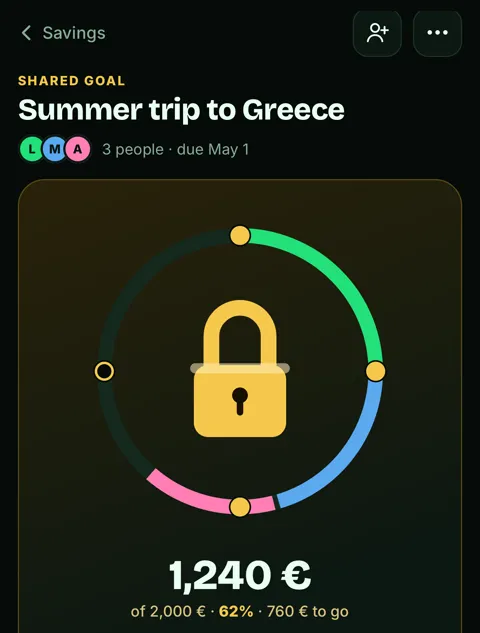 Savings
SHARED GOAL
Summer trip to Greece
L M A 3 people · due May 1
1,240 €
of 2,000 € · 62% · 760 € to go